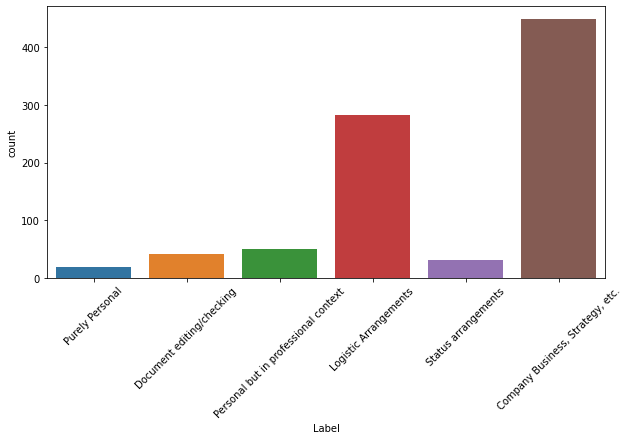 400
300
200
100
0
count
Purely Personal
Document editing/checking
Personal but in professional context
Logistic Arrangements
Status arrangements
Company Business, Strategy, etc.
Label